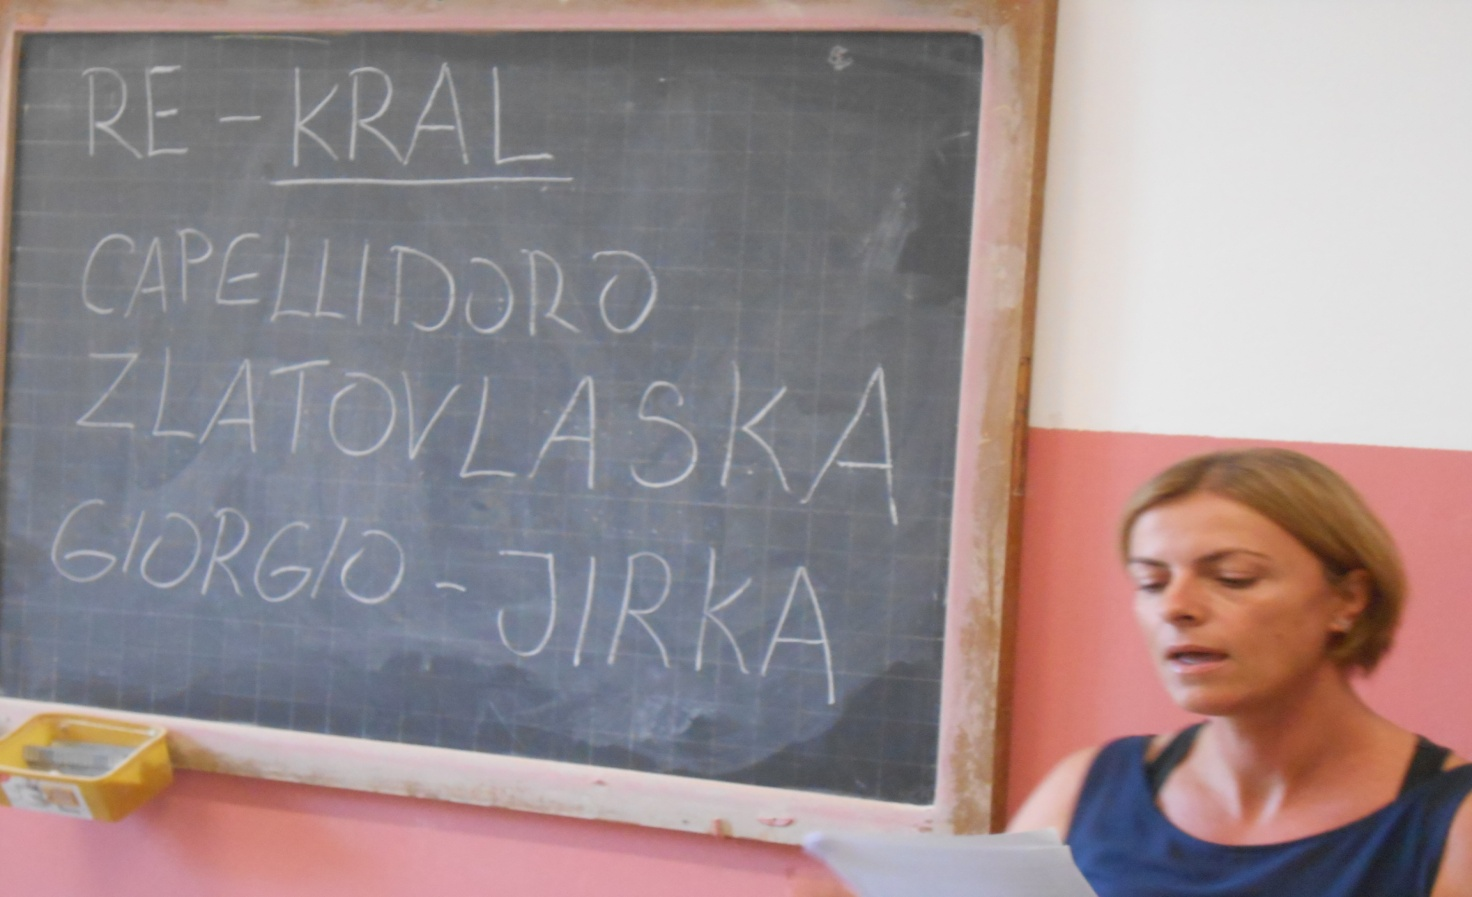 RE - KRAL
CAPELLIDORO
ZLATOVLASKA
GIORGIO - JIRKA